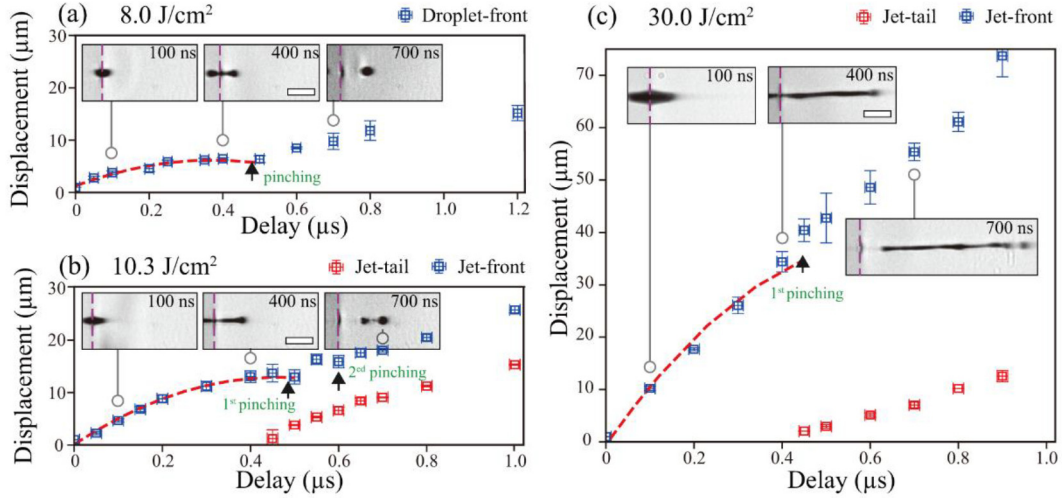 (a) 8.0 J/cm² Droplet-front
Displacement (µm)
30
20
10
0
100 ns
400 ns
700 ns
pinching
0 0.2 0.4 0.6 0.8 1.0 1.2
Delay (µs)
(b) 10.3 J/cm² Jet-tail Jet-front
Displacement (µm)
30
20
10
0
100 ns
400 ns
700 ns
1st pinching
2nd pinching
0 0.2 0.4 0.6 0.8 1.0
Delay (µs)
(c) 30.0 J/cm² Jet-tail Jet-front
Displacement (µm)
70
60
50
40
30
20
10
0
100 ns
400 ns
700 ns
1st pinching
0 0.2 0.4 0.6 0.8 1.0
Delay (µs)